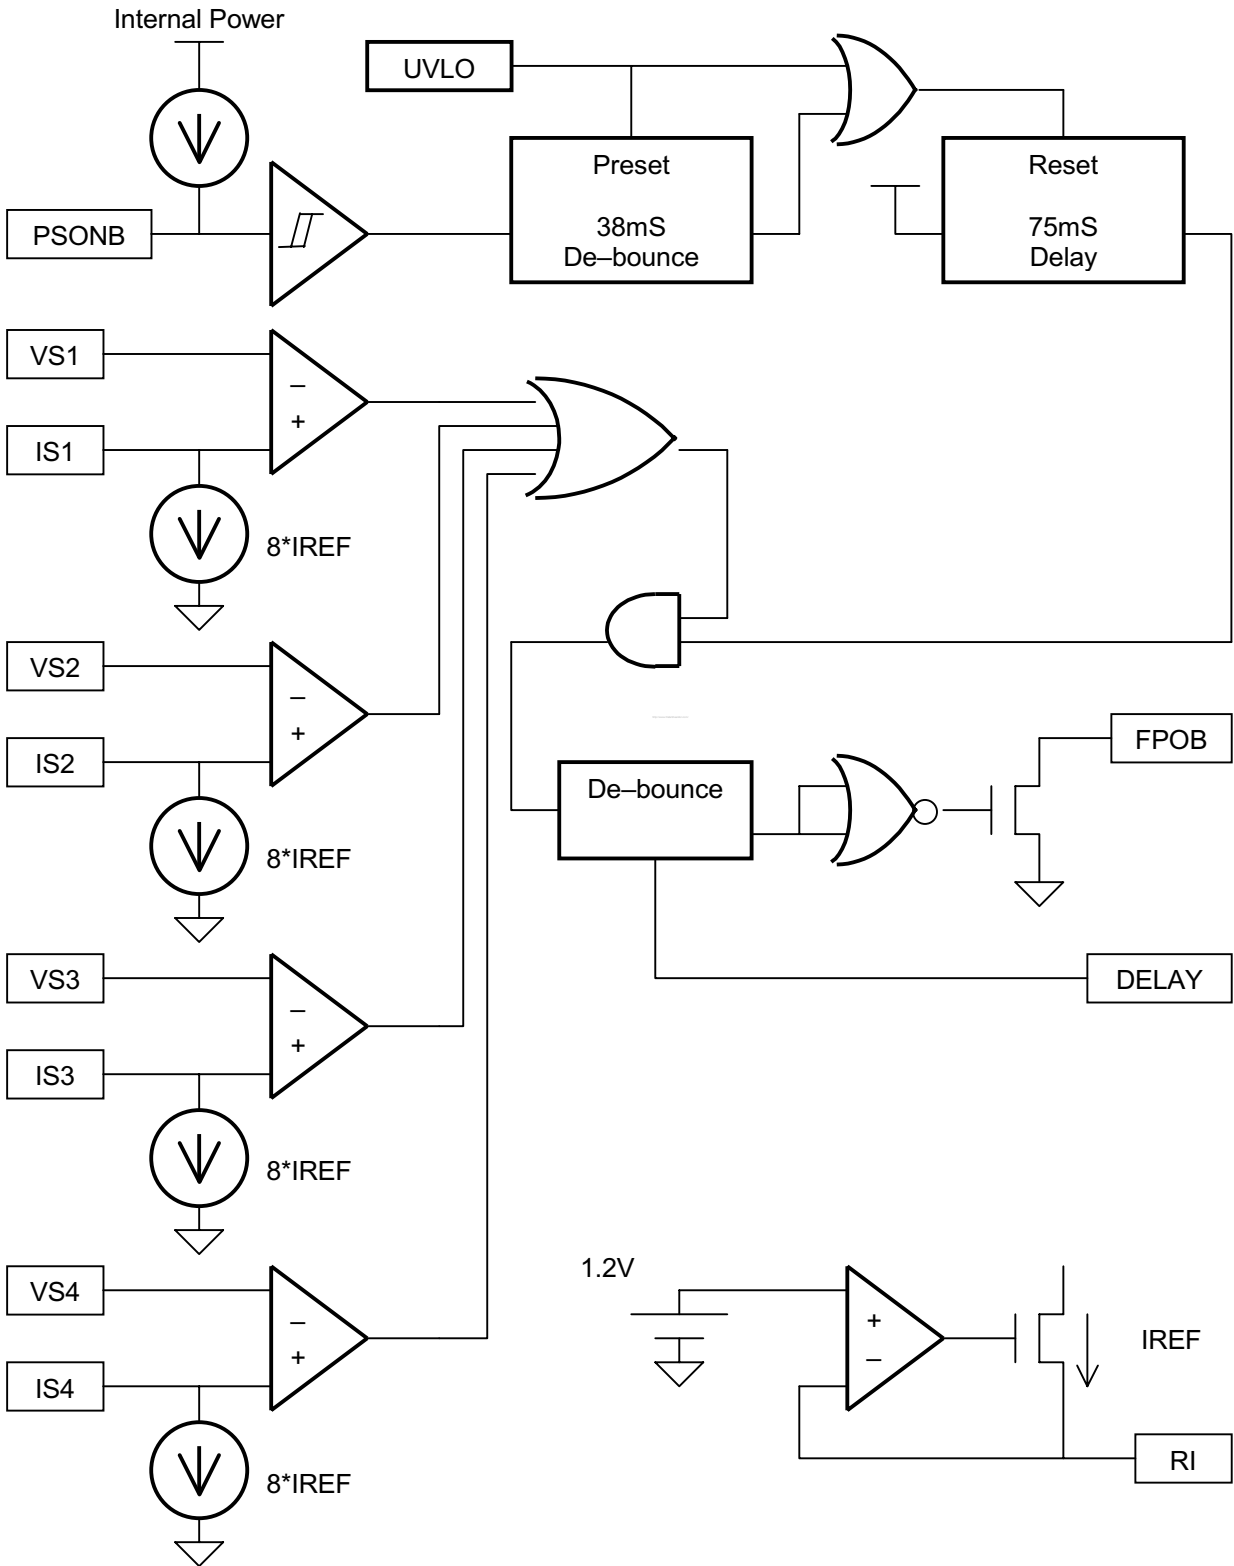 Internal Power
UVLO
Preset
38mS
De–bounce
Reset
75mS
Delay
PSONB
VS1
–
+
IS1
8*IREF
VS2
–
+
IS2
8*IREF
De–bounce
FPOB
VS3
–
+
IS3
8*IREF
DELAY
VS4
–
+
IS4
8*IREF
1.2V
+
–
IREF
RI